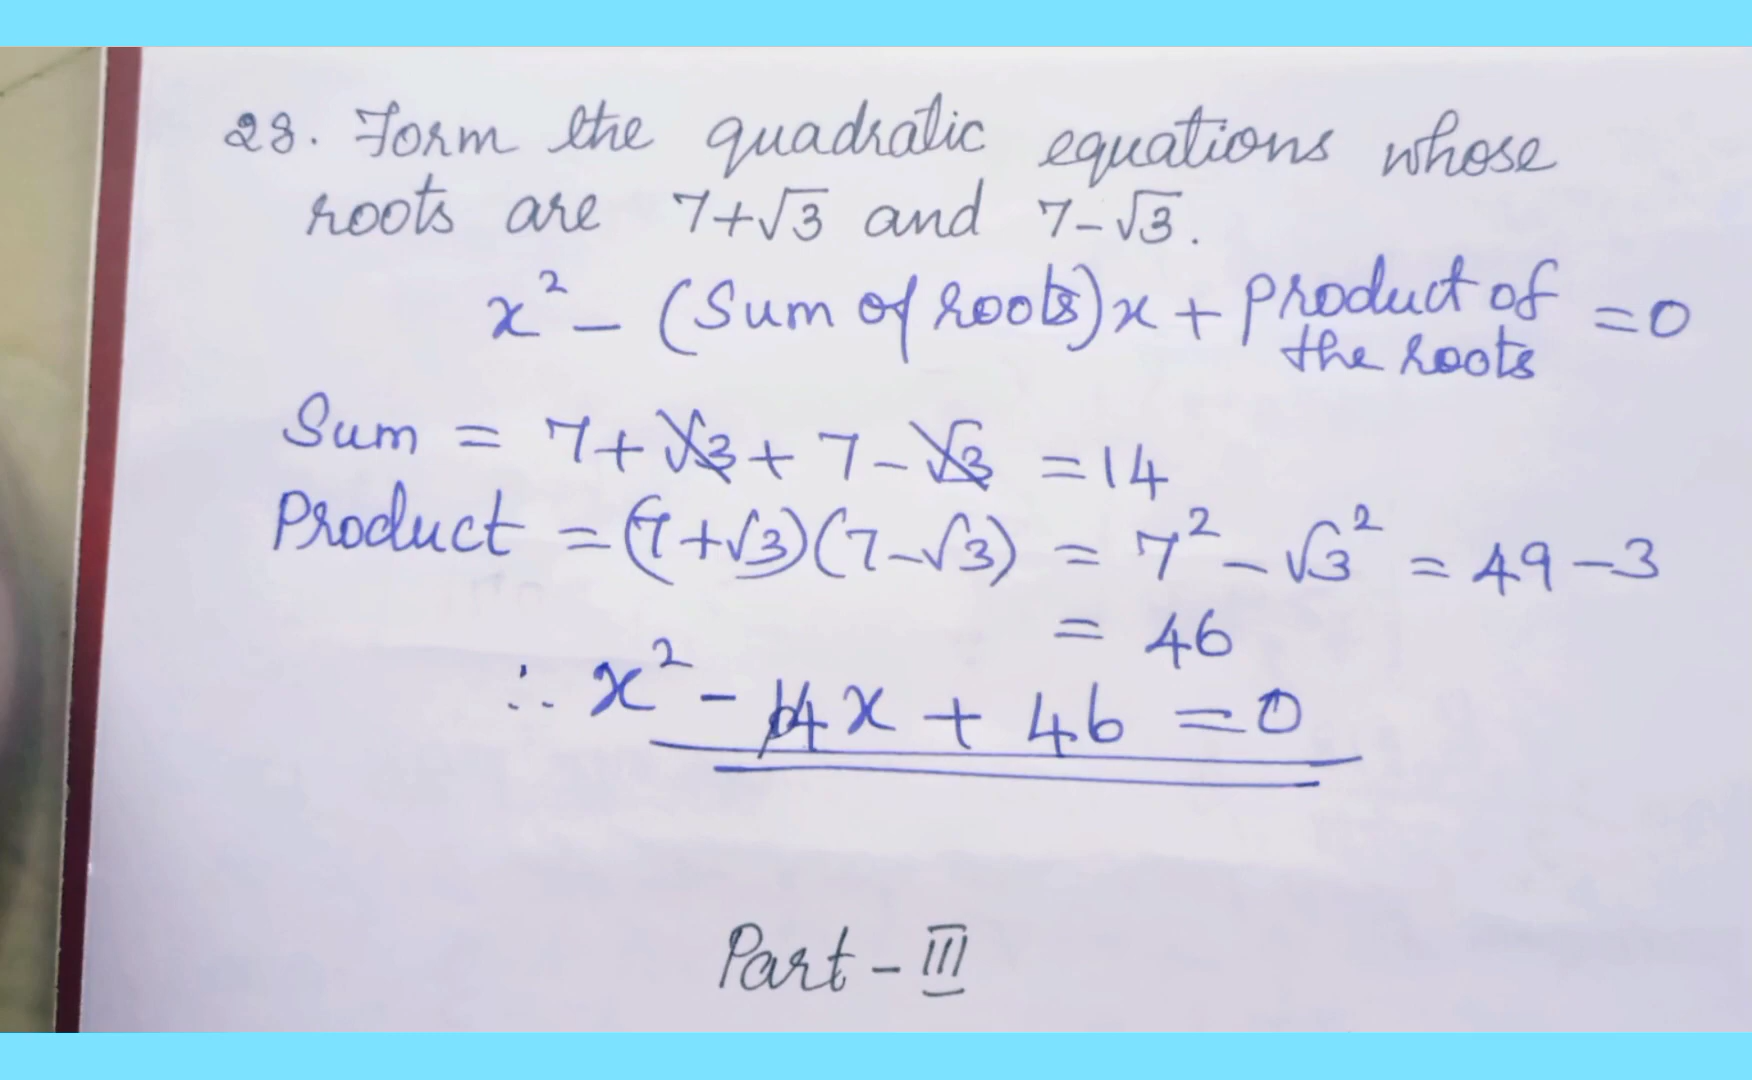 23. Form the quadratic equations whose
roots are 7+√3 and 7-√3.
x² - (Sum of roots)x + product of = 0
the roots
Sum = 7+√3+7-√3 = 14
Product = (7+√3)(7-√3) = 7² - √3² = 49-3
= 46
∴ x² - 14x + 46 = 0
Part - III